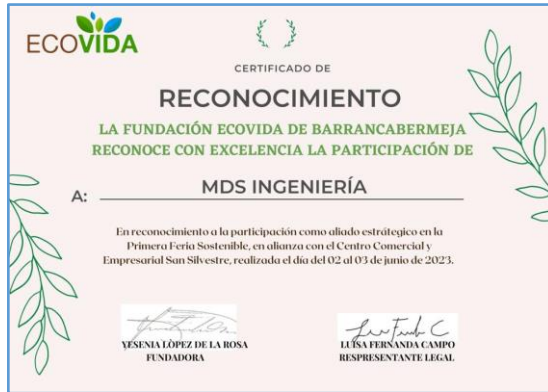 ECOVIDA
CERTIFICADO DE
RECONOCIMIENTO
LA FUNDACIÓN ECOVIDA DE BARRANCABERMEJA
RECONOCE CON EXCELENCIA LA PARTICIPACIÓN DE
A: MDS INGENIERÍA
En reconocimiento a la participación como aliado estrátegico en la
Primera Feria Sostenible, en alianza con el Centro Comercial y
Empresarial San Silvestre, realizada el día del 02 al 03 de junio de 2023.
YESENIA LÒPEZ DE LA ROSA
FUNDADORA
LUISA FERNANDA CAMPO
RESPRESENTANTE LEGAL